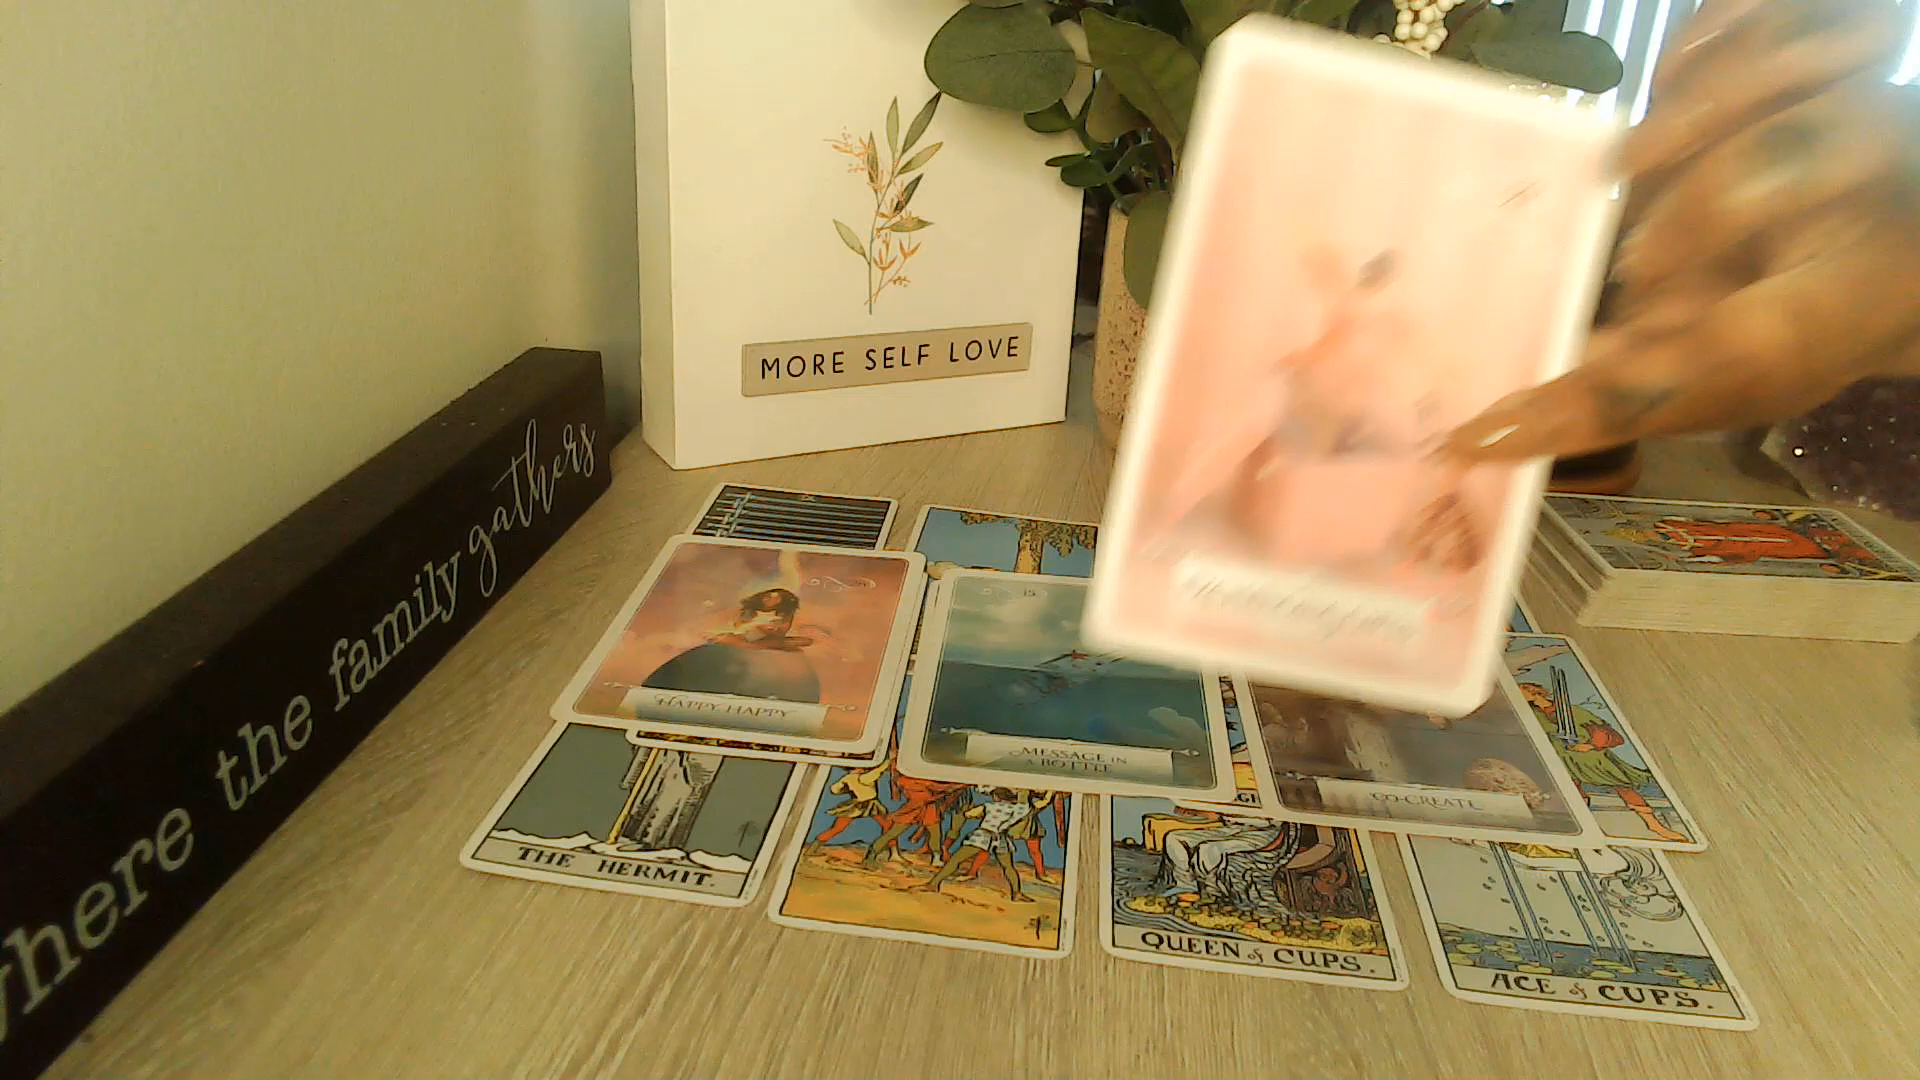 MORE SELF LOVE
where the family gathers
HAPPY, HAPPY
15
MESSAGE IN
A BOTTLE
CO-CREATE
THE HERMIT.
QUEEN of CUPS.
ACE of CUPS.